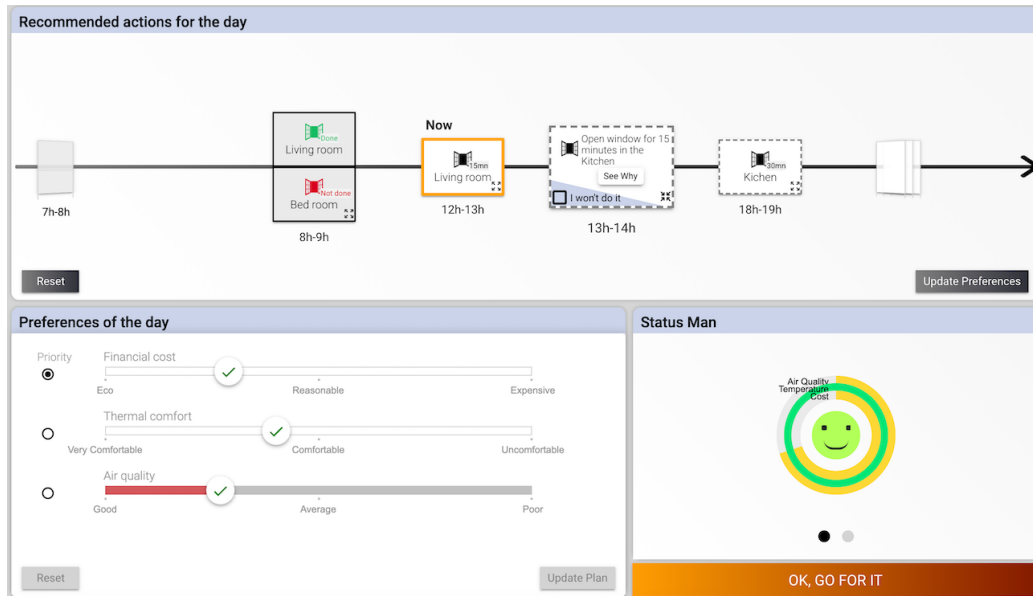 Recommended actions for the day
Now
Done
Living room
Not done
Bed room
15mn
Living room
Open window for 15
minutes in the
Kitchen
See Why
I won't do it
30mn
Kichen
7h-8h
8h-9h
12h-13h
13h-14h
18h-19h
Reset
Update Preferences
Preferences of the day
Priority
Financial cost
Eco
Reasonable
Expensive
Thermal comfort
Very Comfortable
Comfortable
Uncomfortable
Air quality
Good
Average
Poor
Reset
Update Plan
Status Man
Air Quality
Temperature
Cost
OK, GO FOR IT